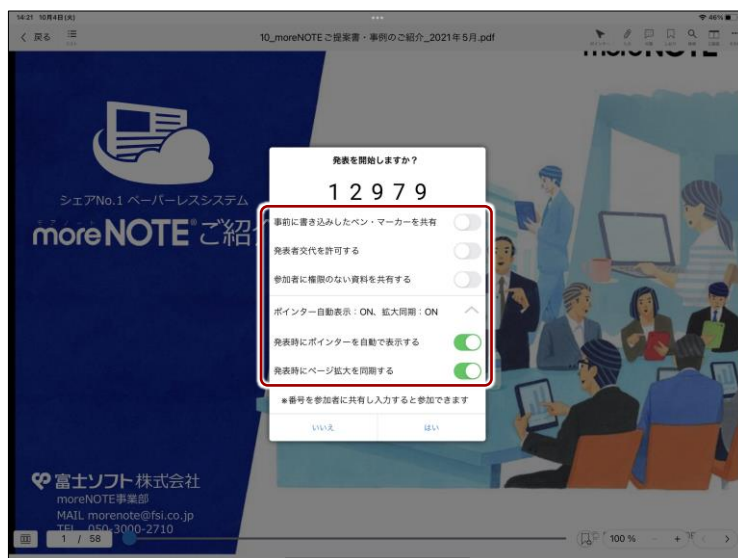 14:21 10月4日(火)
46%
く 戻る
10_moreNOTEご提案書・事例のご紹介_2021年5月.pdf
シェアNo.1 ペーパーレスシステム
moreNOTE ご紹
発表を開始しますか？
12979
事前に書き込みしたペン・マーカーを共有
発表者交代を許可する
参加者に権限のない資料を共有する
ポインター自動表示：ON、拡大同期：ON
発表時にポインターを自動で表示する
発表時にページ拡大を同期する
※番号を参加者に共有し入力すると参加できます
いいえ はい
富士ソフト株式会社
moreNOTE事業部
MAIL morenote@fsi.co.jp
TEL 050-3000-2710
1 / 58
100 % - +